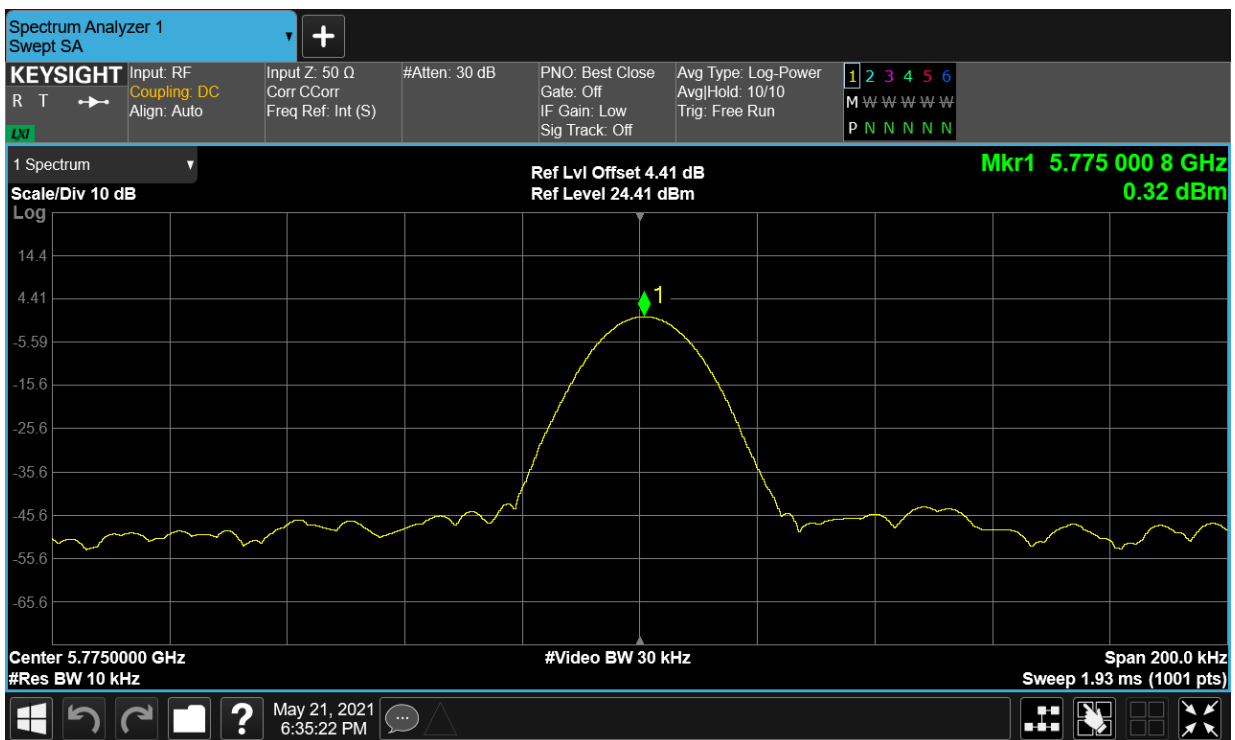 Spectrum Analyzer 1
Swept SA
+
KEYSIGHT
R T
LXI
Input: RF
Coupling: DC
Align: Auto
Input Z: 50 Ω
Corr CCorr
Freq Ref: Int (S)
#Atten: 30 dB
PNO: Best Close
Gate: Off
IF Gain: Low
Sig Track: Off
Avg Type: Log-Power
Avg|Hold: 10/10
Trig: Free Run
1 2 3 4 5 6
M W W W W W
P N N N N N
1 Spectrum
Scale/Div 10 dB
Log
Ref Lvl Offset 4.41 dB
Ref Level 24.41 dBm
Mkr1 5.775 000 8 GHz
0.32 dBm
14.4
4.41
-5.59
-15.6
-25.6
-35.6
-45.6
-55.6
-65.6
1
Center 5.7750000 GHz
#Res BW 10 kHz
#Video BW 30 kHz
Span 200.0 kHz
Sweep 1.93 ms (1001 pts)
?
May 21, 2021
6:35:22 PM